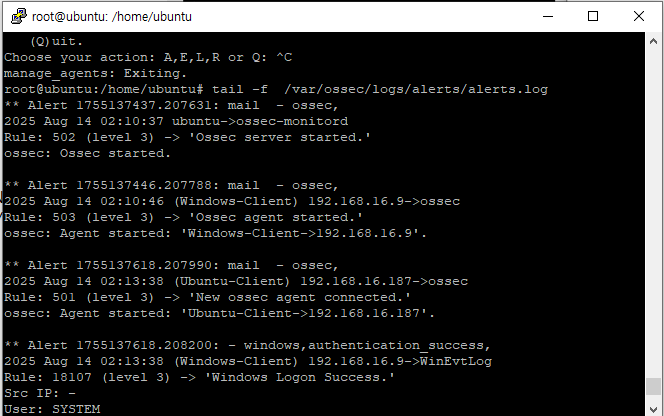 root@ubuntu: /home/ubuntu
(Q)uit.
Choose your action: A,E,L,R or Q: ^C
manage_agents: Exiting.
root@ubuntu:/home/ubuntu# tail -f  /var/ossec/logs/alerts/alerts.log
** Alert 1755137437.207631: mail  - ossec,
2025 Aug 14 02:10:37 ubuntu->ossec-monitord
Rule: 502 (level 3) -> 'Ossec server started.'
ossec: Ossec started.

** Alert 1755137446.207788: mail  - ossec,
2025 Aug 14 02:10:46 (Windows-Client) 192.168.16.9->ossec
Rule: 503 (level 3) -> 'Ossec agent started.'
ossec: Agent started: 'Windows-Client->192.168.16.9'.

** Alert 1755137618.207990: mail  - ossec,
2025 Aug 14 02:13:38 (Ubuntu-Client) 192.168.16.187->ossec
Rule: 501 (level 3) -> 'New ossec agent connected.'
ossec: Agent started: 'Ubuntu-Client->192.168.16.187'.

** Alert 1755137618.208200: - windows,authentication_success,
2025 Aug 14 02:13:38 (Windows-Client) 192.168.16.9->WinEvtLog
Rule: 18107 (level 3) -> 'Windows Logon Success.'
Src IP: -
User: SYSTEM